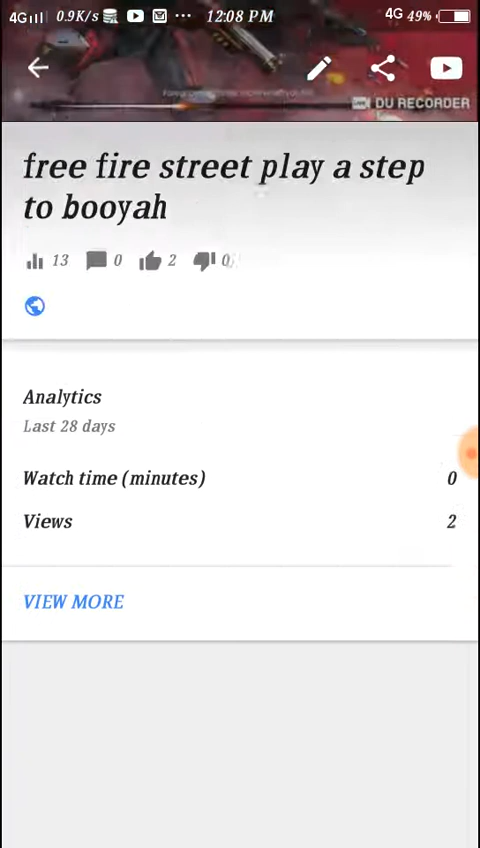 4G 0.9K/s ... 12:08 PM 4G 49%
DU RECORDER
free fire street play a step
to booyah
13 0 2 0
Analytics
Last 28 days
Watch time (minutes) 0
Views 2
VIEW MORE